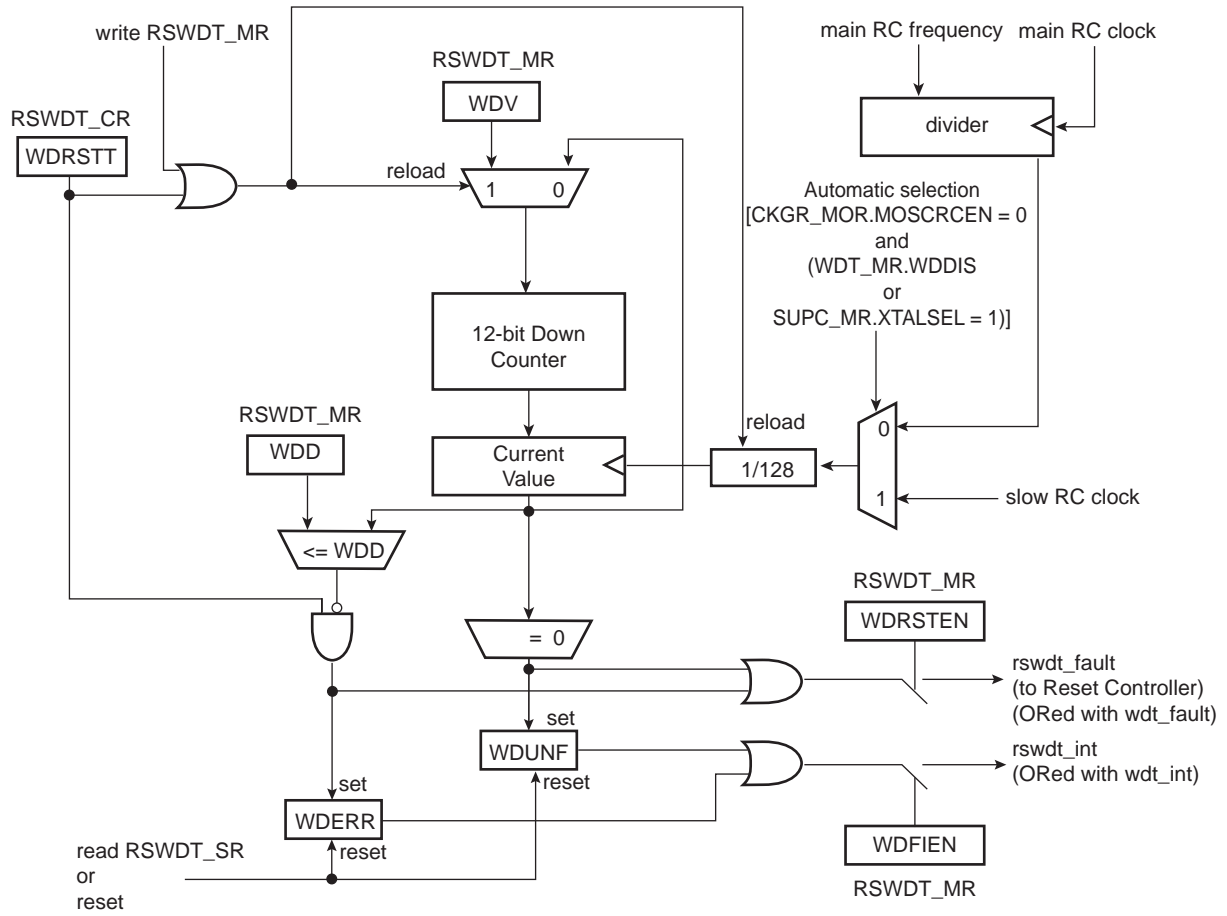 write RSWDT_MR
main RC frequency
main RC clock
RSWDT_MR
WDV
divider
RSWDT_CR
WDRSTT
reload
1 0
Automatic selection
[CKGR_MOR.MOSCRCEN = 0
and
(WDT_MR.WDDIS
or
SUPC_MR.XTALSEL = 1)]
12-bit Down
Counter
RSWDT_MR
WDD
Current
Value
reload
1/128
0
1
slow RC clock
<= WDD
= 0
RSWDT_MR
WDRSTEN
rswdt_fault
(to Reset Controller)
(ORed with wdt_fault)
set
WDUNF
reset
rswdt_int
(ORed with wdt_int)
set
WDERR
reset
WDFIEN
RSWDT_MR
read RSWDT_SR
or
reset